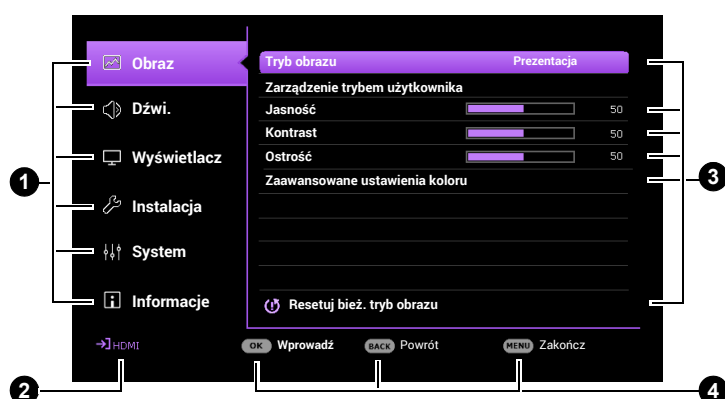 Obraz
Dźwi.
Wyświetlacz
Instalacja
System
Informacje
Tryb obrazu Prezentacja
Zarządzenie trybem użytkownika
Jasność 50
Kontrast 50
Ostrość 50
Zaawansowane ustawienia koloru
Resetuj bież. tryb obrazu
HDMI OK Wprowadź BACK Powrót MENU Zakończ
1
3
2
4